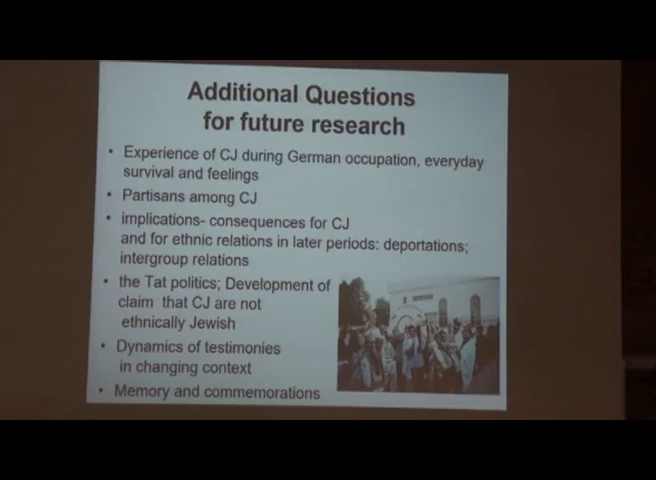 Additional Questions
for future research
• Experience of CJ during German occupation, everyday
survival and feelings
• Partisans among CJ
• implications- consequences for CJ
and for ethnic relations in later periods: deportations;
intergroup relations
• the Tat politics; Development of
claim that CJ are not
ethnically Jewish
• Dynamics of testimonies
in changing context
• Memory and commemorations